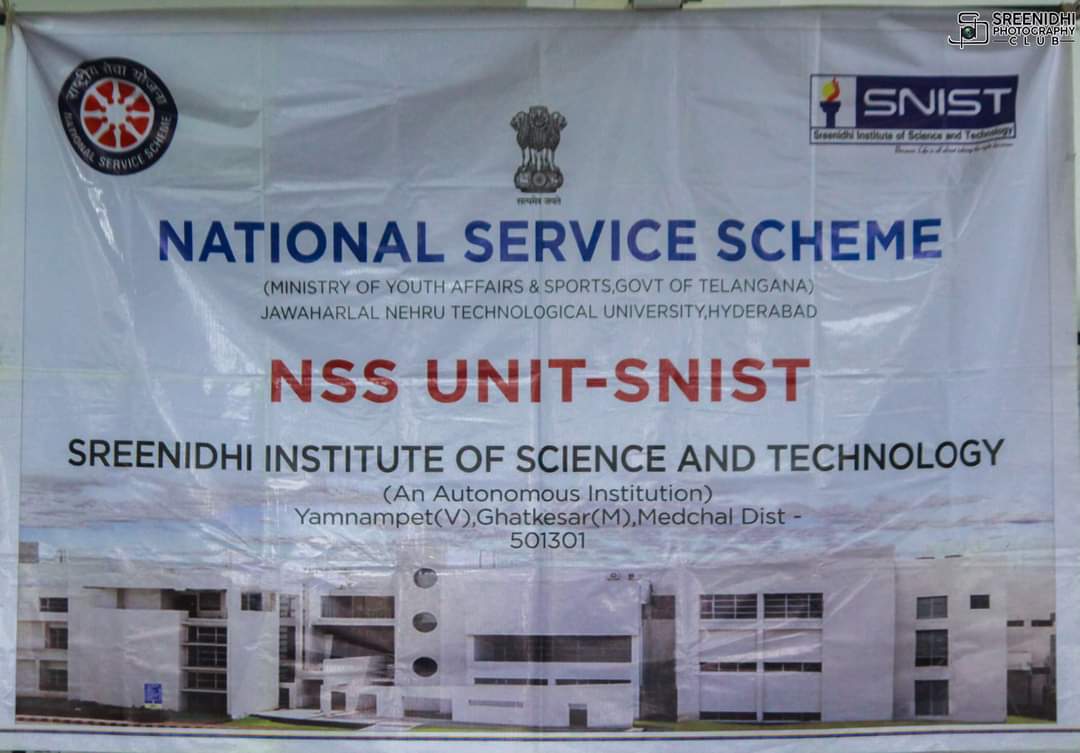 SREENIDHI
PHOTOGRAPHY
CLUB
राष्ट्रीय सेवा योजना
NATIONAL SERVICE SCHEME
SNIST
Sreenidhi Institute of Science and Technology
सत्यमेव जयते
NATIONAL SERVICE SCHEME
(MINISTRY OF YOUTH AFFAIRS & SPORTS,GOVT OF TELANGANA)
JAWAHARLAL NEHRU TECHNOLOGICAL UNIVERSITY,HYDERABAD
NSS UNIT-SNIST
SREENIDHI INSTITUTE OF SCIENCE AND TECHNOLOGY
(An Autonomous Institution)
Yamnampet(V),Ghatkesar(M),Medchal Dist -
501301